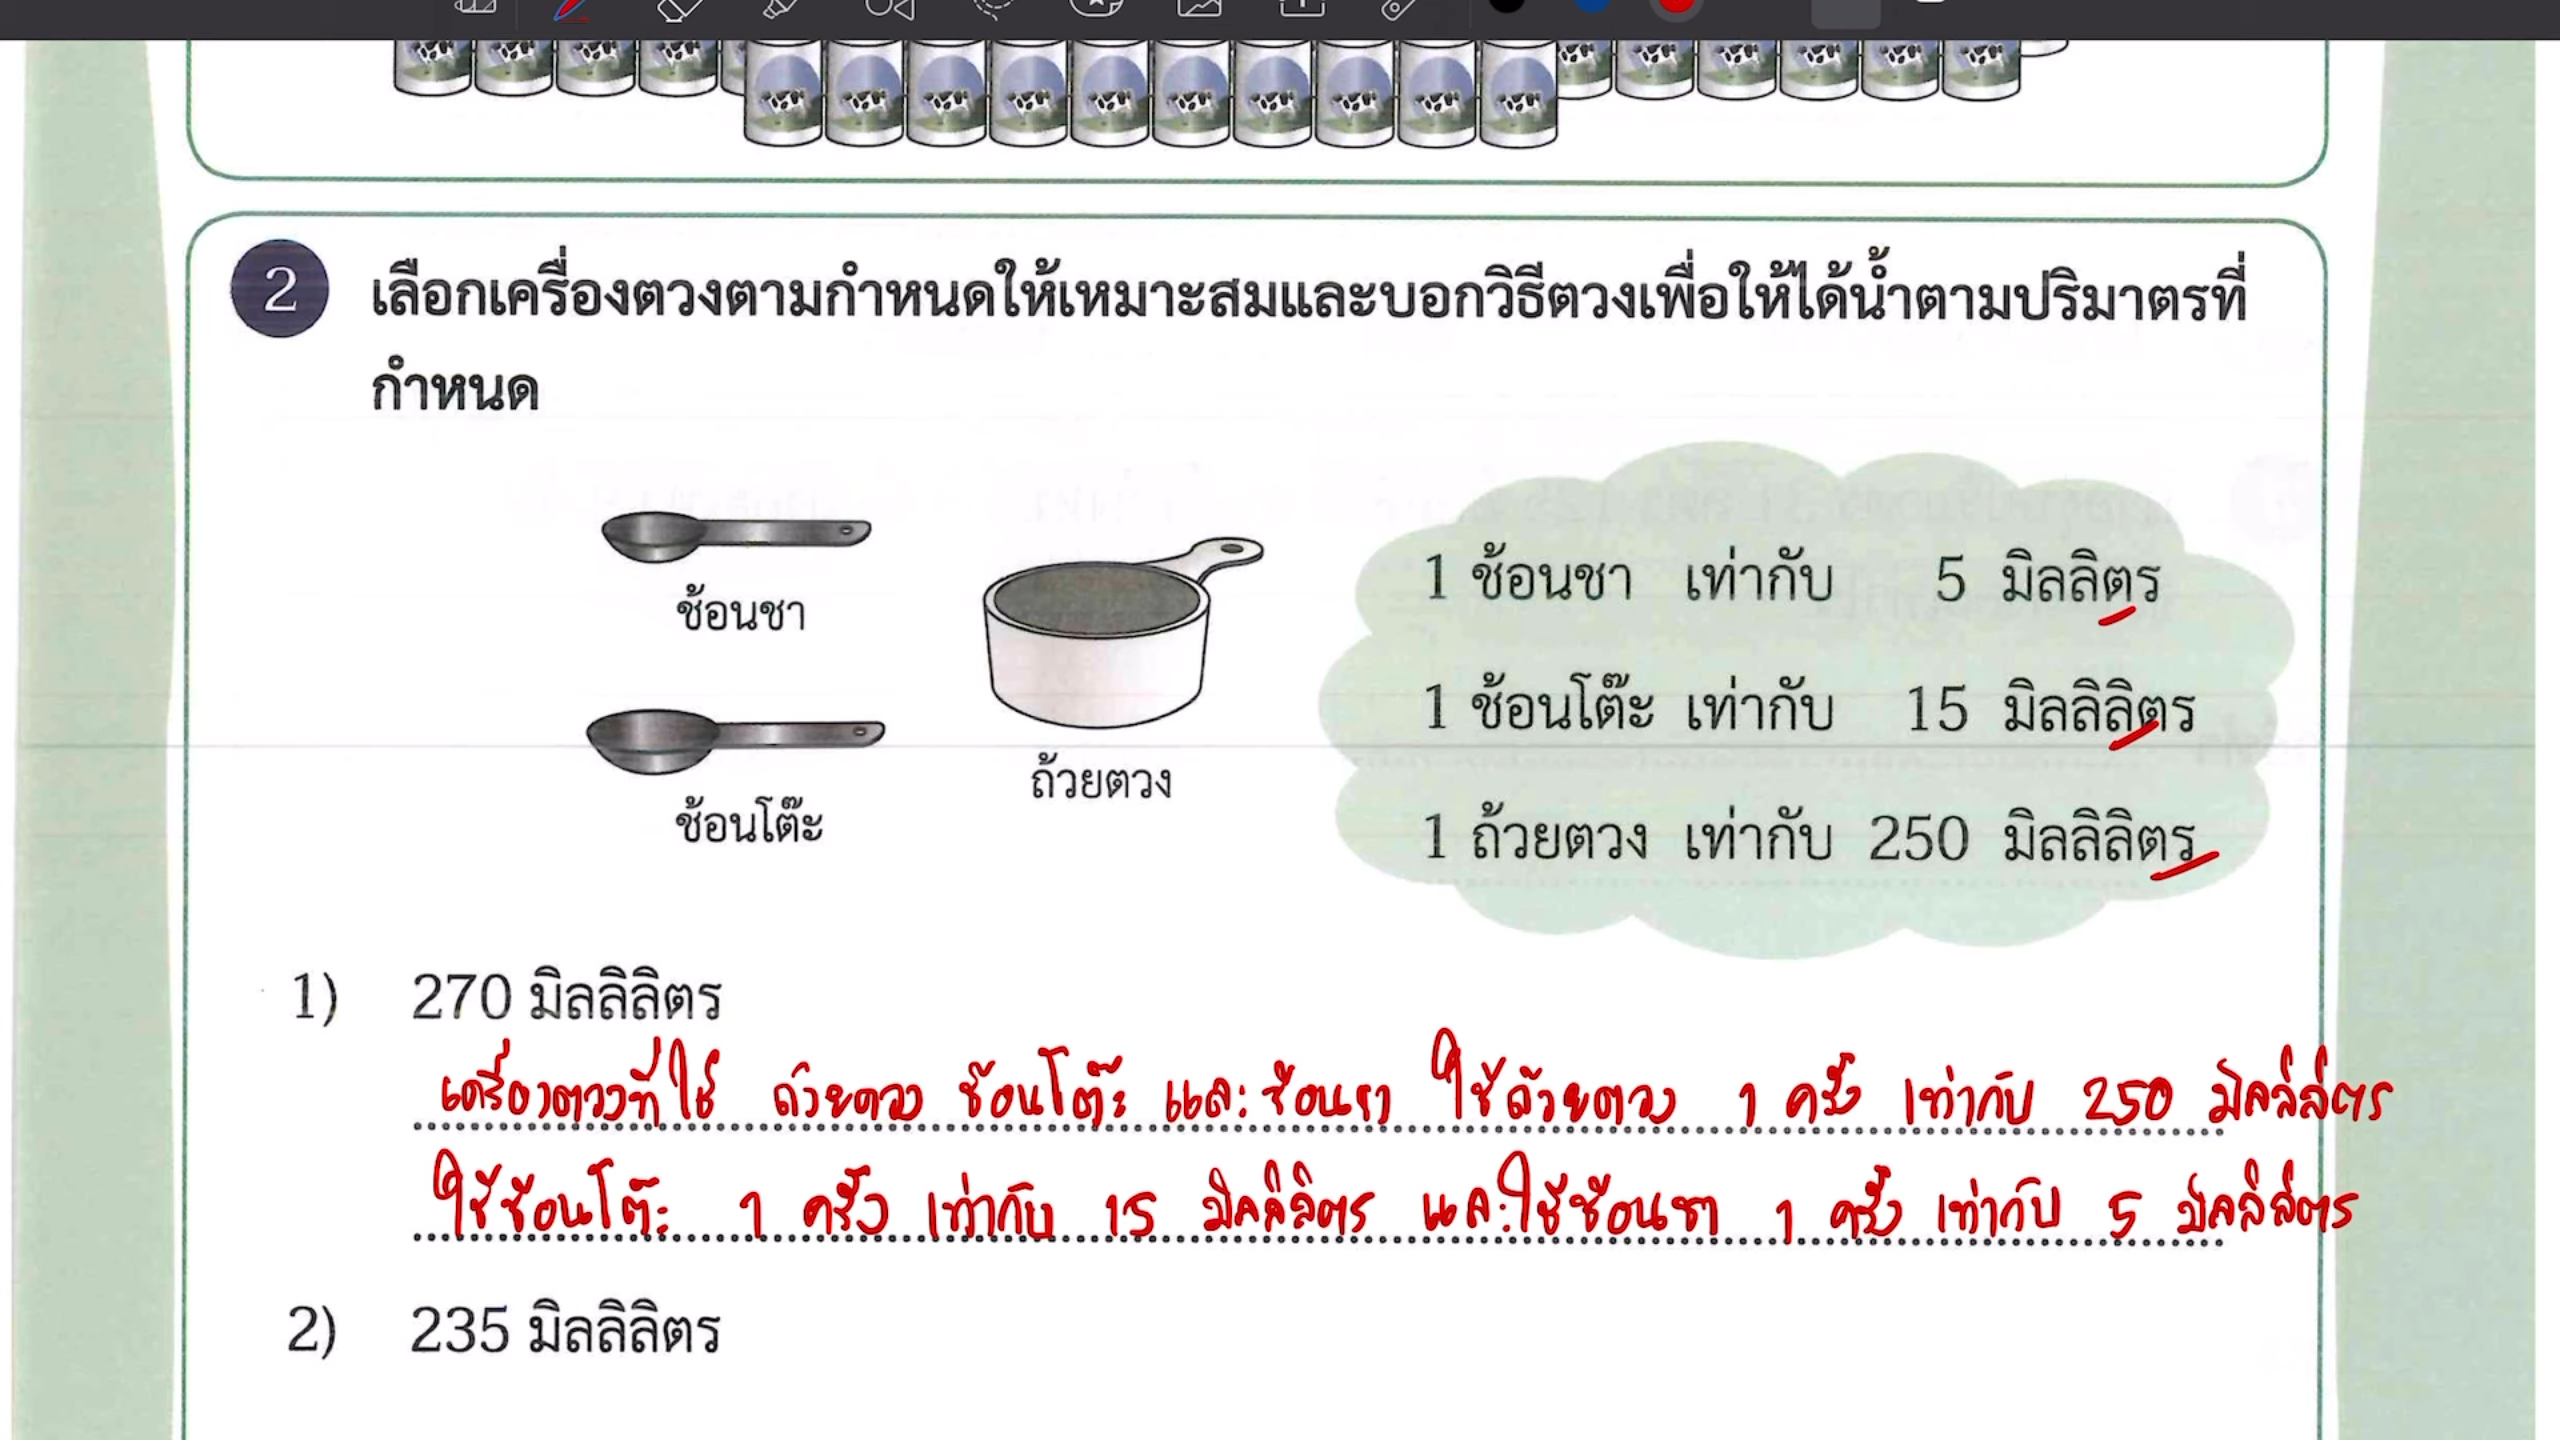 2 เลือกเครื่องตวงตามกำหนดให้เหมาะสมและบอกวิธีตวงเพื่อให้ได้น้ำตามปริมาตรที่
กำหนด
ช้อนชา
ช้อนโต๊ะ
ถ้วยตวง
1 ช้อนชา เท่ากับ 5 มิลลิตร
1 ช้อนโต๊ะ เท่ากับ 15 มิลลิลิตร
1 ถ้วยตวง เท่ากับ 250 มิลลิลิตร
1) 270 มิลลิลิตร
เครื่องตวงที่ใช้ ถ้วยตวง ช้อนโต๊ะ และช้อนชา ใช้ถ้วยตวง 1 ครั้ง เท่ากับ 250 มิลลิลิตร
ใช้ช้อนโต๊ะ 1 ครั้ง เท่ากับ 15 มิลลิลิตร และใช้ช้อนชา 1 ครั้ง เท่ากับ 5 มิลลิลิตร
2) 235 มิลลิลิตร